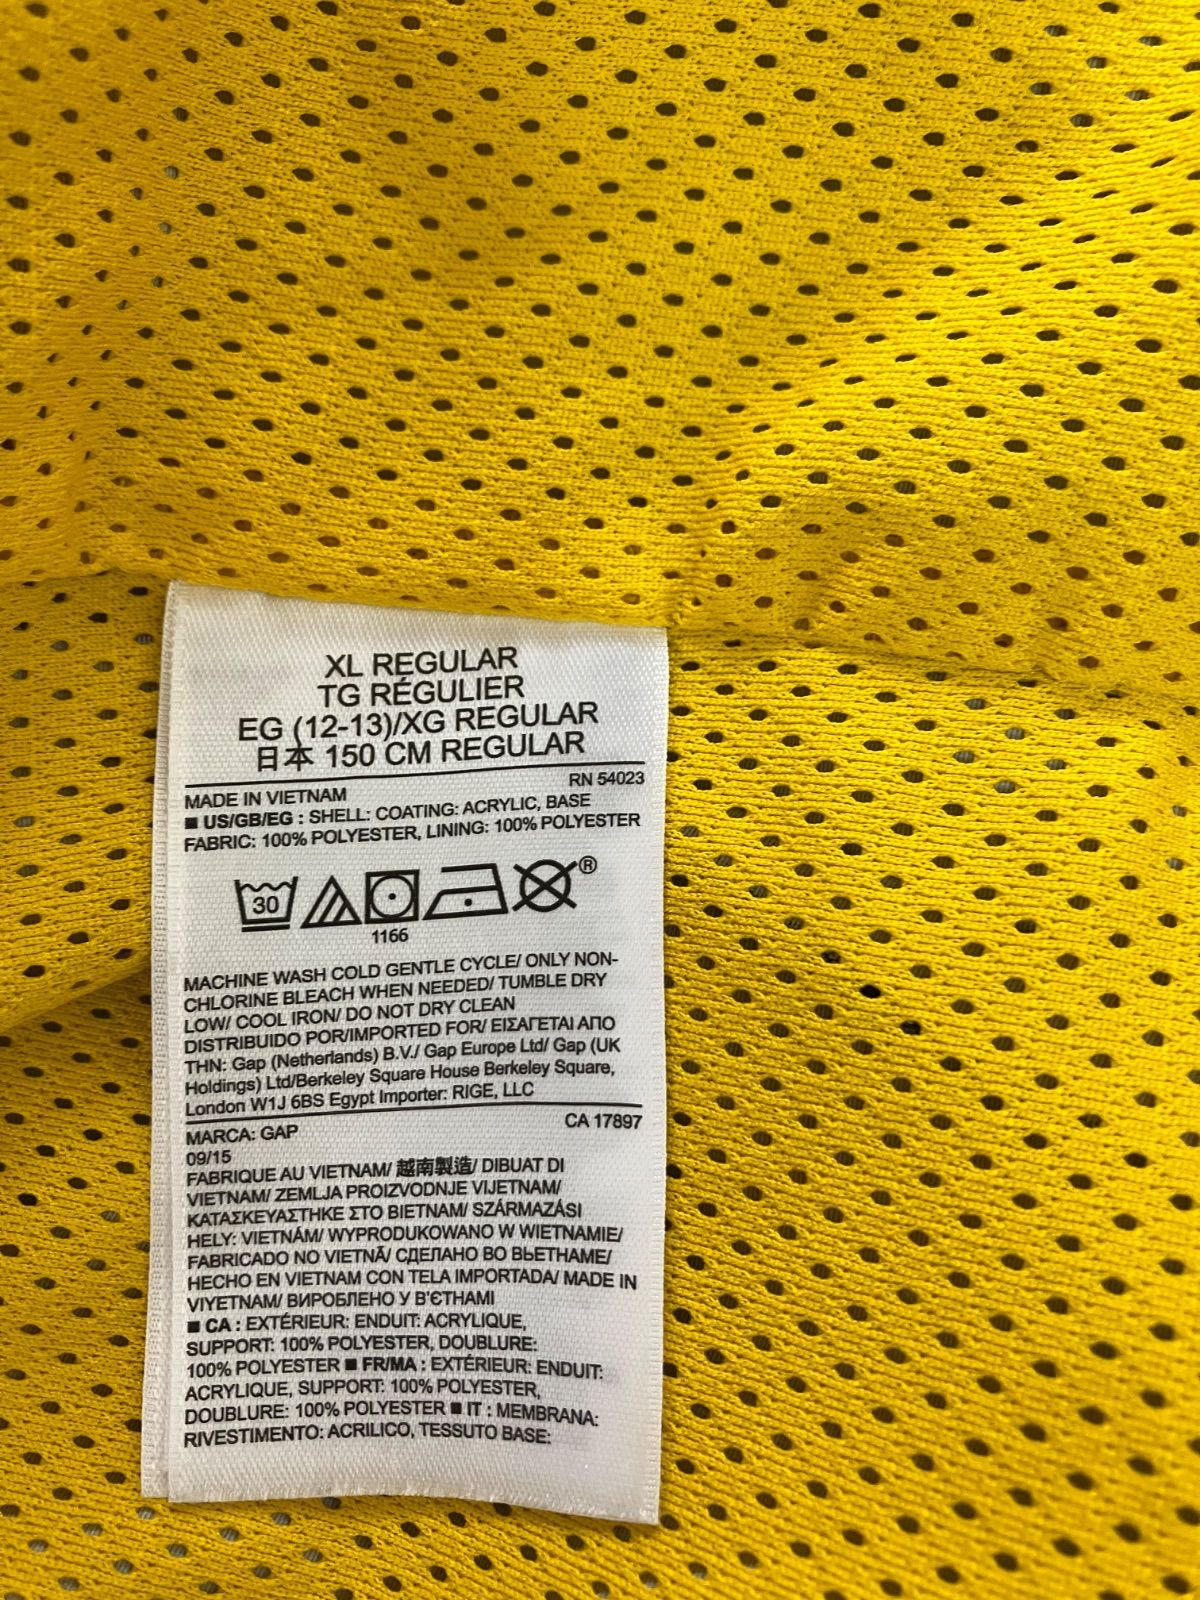 XL REGULAR
TG RÉGULIER
EG (12-13)/XG REGULAR
日本 150 CM REGULAR
RN 54023
MADE IN VIETNAM
■ US/GB/EG : SHELL: COATING: ACRYLIC, BASE
FABRIC: 100% POLYESTER, LINING: 100% POLYESTER
30
®
1166
MACHINE WASH COLD GENTLE CYCLE/ ONLY NON-
CHLORINE BLEACH WHEN NEEDED/ TUMBLE DRY
LOW/ COOL IRON/ DO NOT DRY CLEAN
DISTRIBUIDO POR/IMPORTED FOR/ ΕΙΣΑΓΕΤΑΙ ΑΠΟ
ΤΗΝ: Gap (Netherlands) B.V./ Gap Europe Ltd/ Gap (UK
Holdings) Ltd/Berkeley Square House Berkeley Square,
London W1J 6BS Egypt Importer: RIGE, LLC
CA 17897
MARCA: GAP
09/15
FABRIQUE AU VIETNAM/ 越南製造/ DIBUAT DI
VIETNAM/ ZEMLJA PROIZVODNJE VIJETNAM/
ΚΑΤΑΣΚΕΥΑΣΤΗΚΕ ΣΤΟ ΒΙΕΤΝΑΜ/ SZÁRMAZÁSI
HELY: VIETNÁM/ WYPRODUKOWANO W WIETNAMIE/
FABRICADO NO VIETNÃ/ СДЕЛАНО ВО ВЬЕТНАМЕ/
HECHO EN VIETNAM CON TELA IMPORTADA/ MADE IN
VIYETNAM/ ВИРОБЛЕНО У В'ЄТНАМІ
■ CA : EXTÉRIEUR: ENDUIT: ACRYLIQUE,
SUPPORT: 100% POLYESTER, DOUBLURE:
100% POLYESTER ■ FR/MA : EXTÉRIEUR: ENDUIT:
ACRYLIQUE, SUPPORT: 100% POLYESTER,
DOUBLURE: 100% POLYESTER ■ IT : MEMBRANA:
RIVESTIMENTO: ACRILICO, TESSUTO BASE: